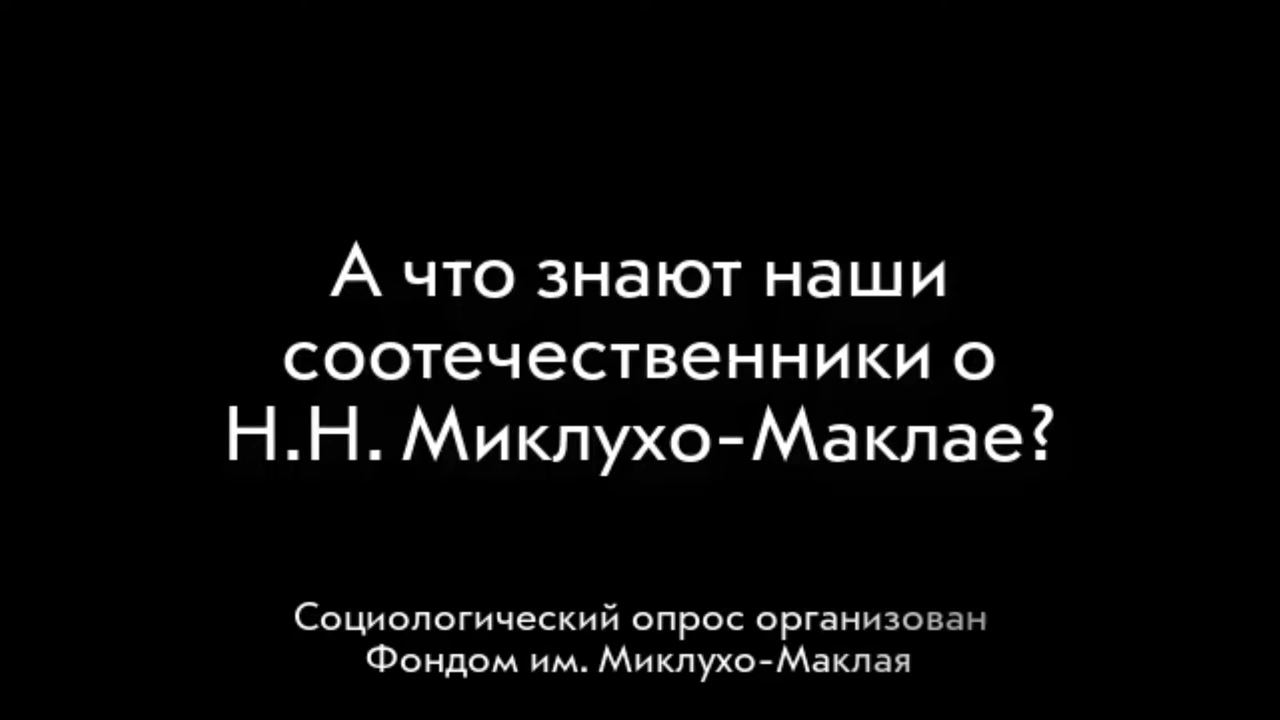 А что знают наши
соотечественники о
Н.Н. Миклухо-Маклае?
Социологический опрос организован
Фондом им. Миклухо-Маклая